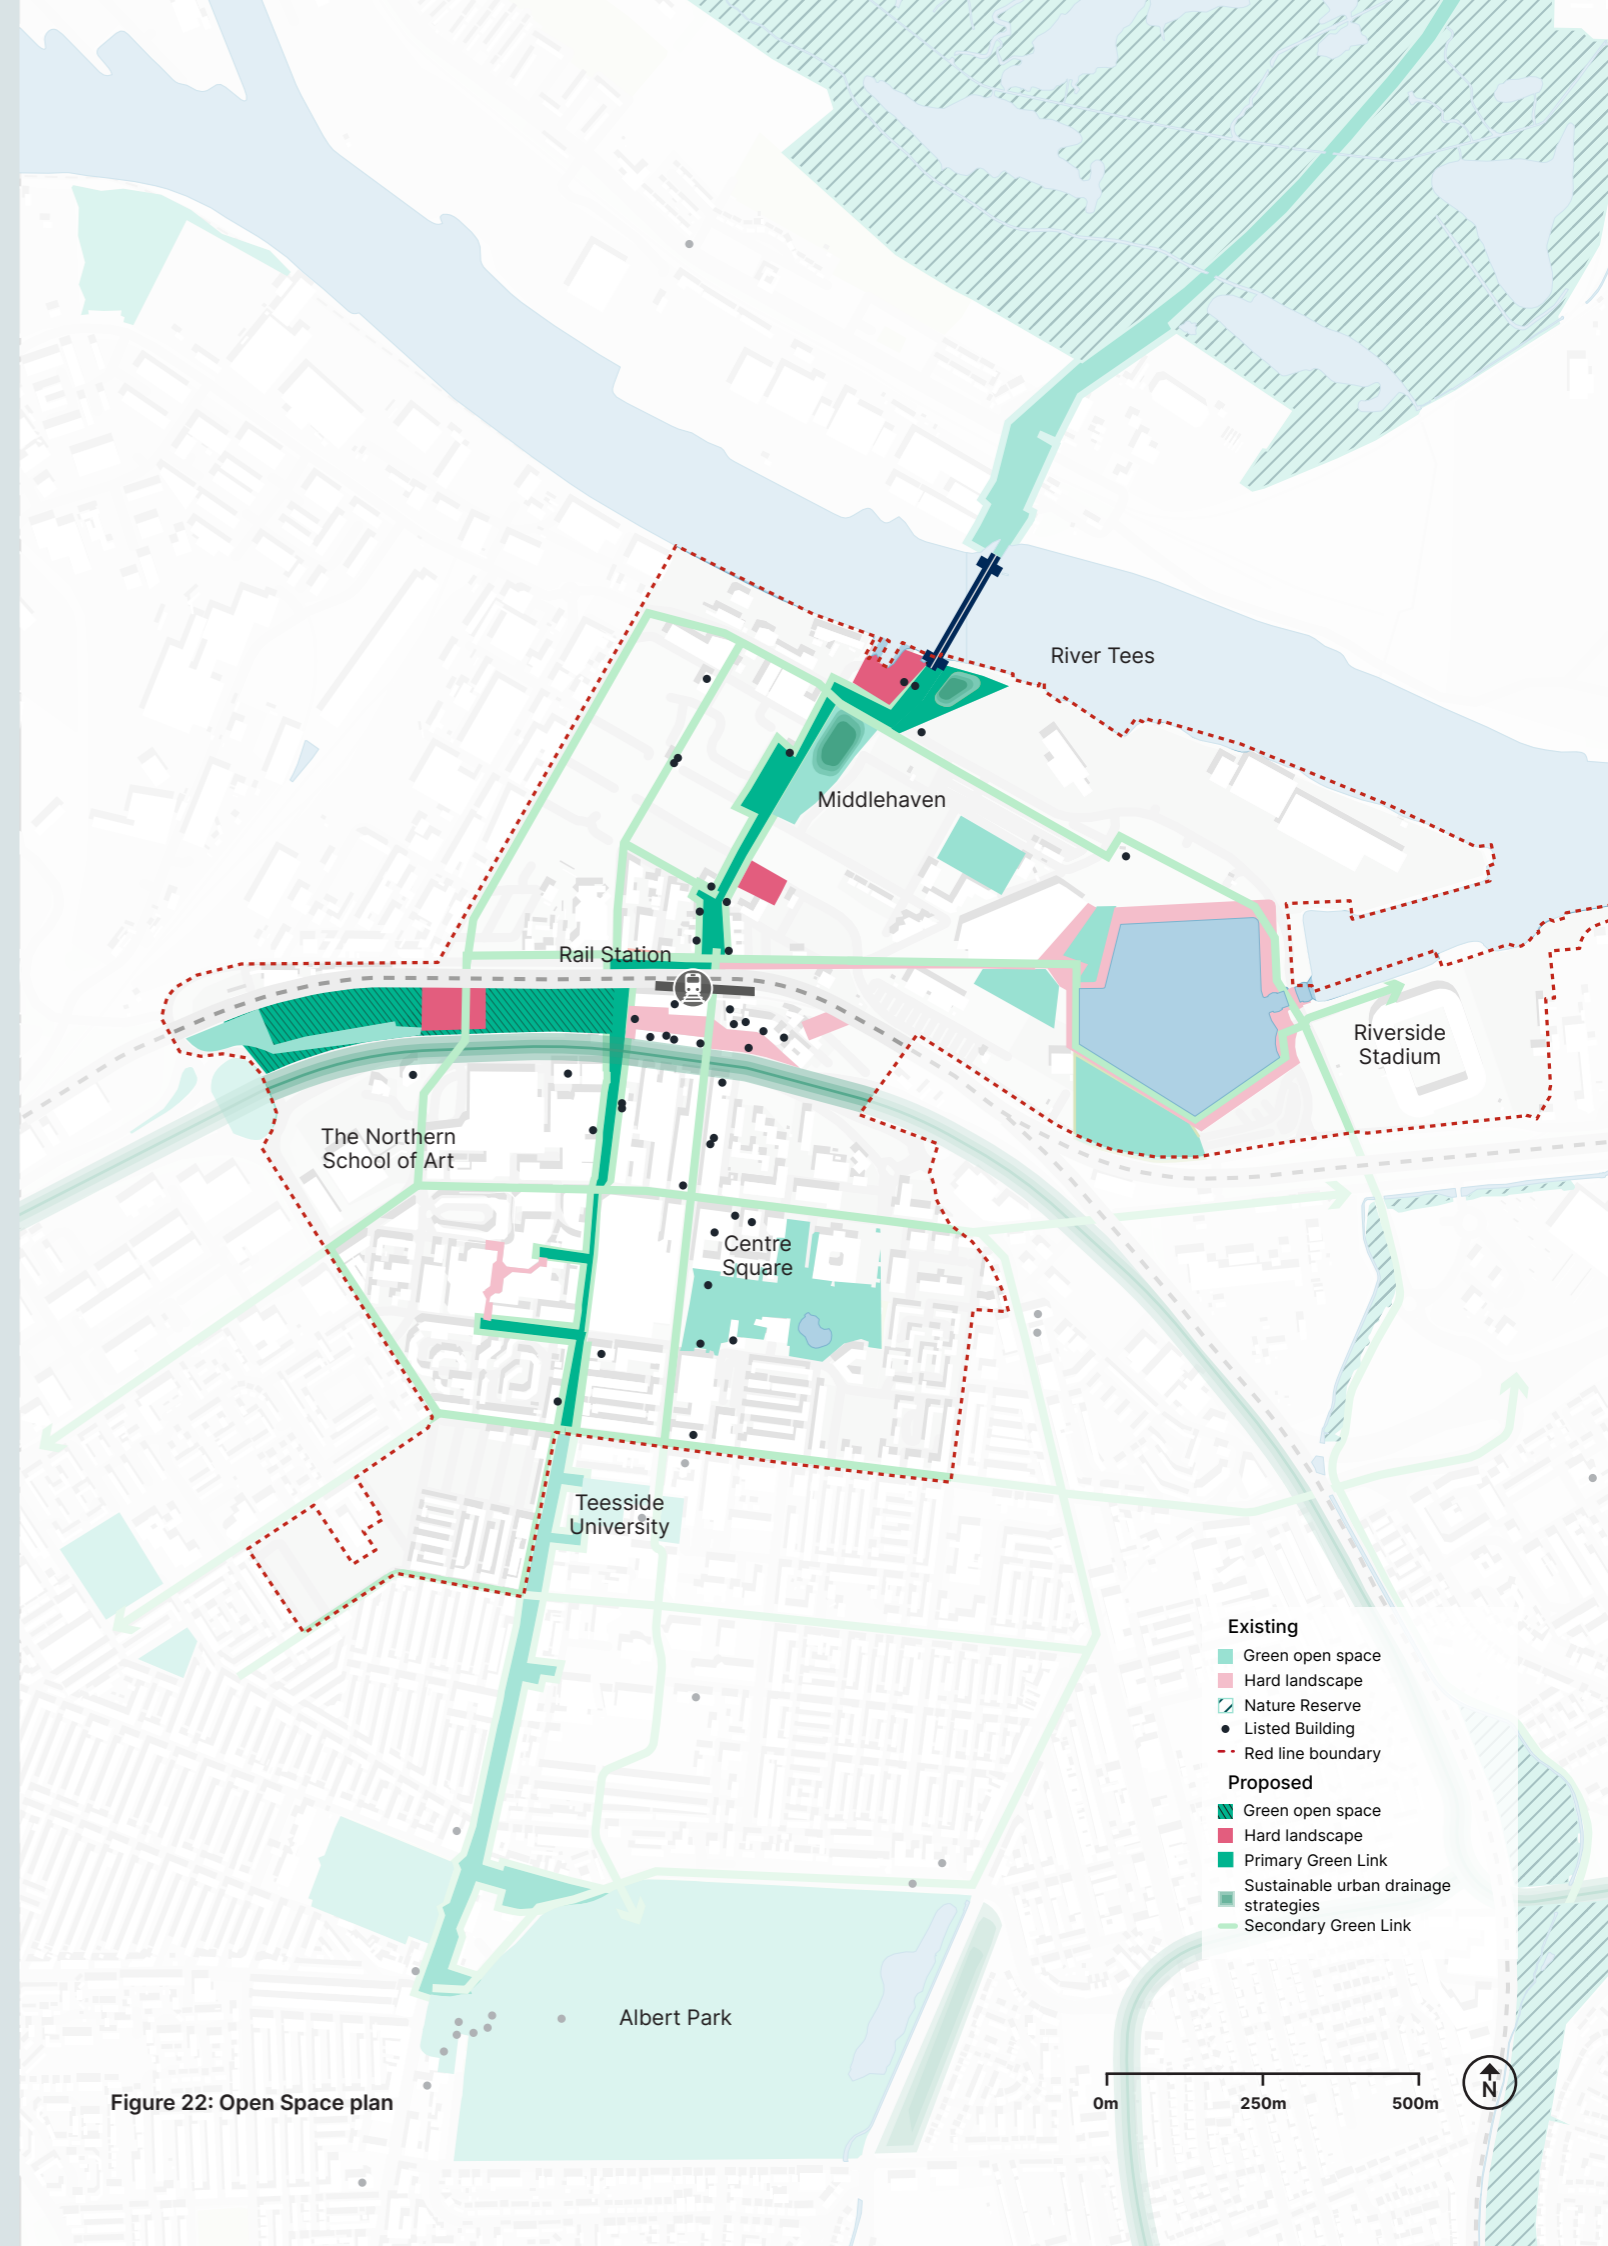 River Tees
Middlehaven
Rail Station
Riverside
Stadium
The Northern
School of Art
Centre
Square
Teesside
University
Existing
Green open space
Hard landscape
Nature Reserve
Listed Building
Red line boundary
Proposed
Green open space
Hard landscape
Primary Green Link
Sustainable urban drainage
strategies
Secondary Green Link
Albert Park
Figure 22: Open Space plan
0m 250m 500m
N